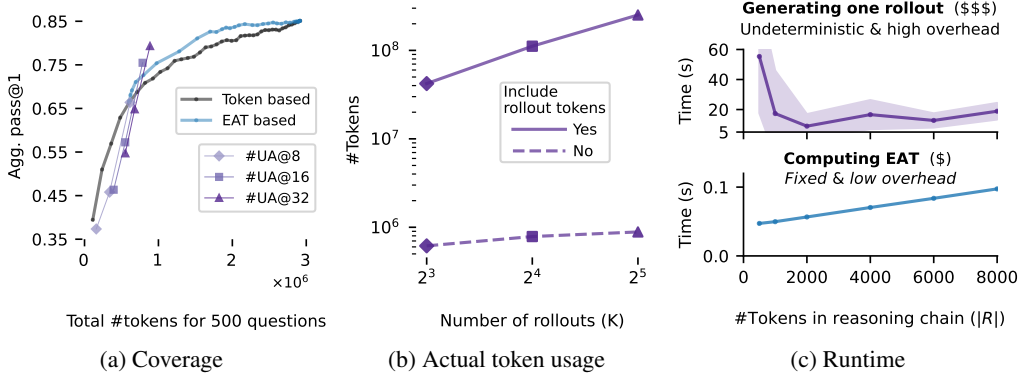 0.85
0.75
0.65
0.55
0.45
0.35
Agg. pass@1
Token based
EAT based
#UA@8
#UA@16
#UA@32
0 1 2 3
×10⁶
Total #tokens for 500 questions
(a) Coverage
10⁸
10⁷
10⁶
#Tokens
Include
rollout tokens
Yes
No
2³ 2⁴ 2⁵
Number of rollouts (K)
(b) Actual token usage
Generating one rollout ($$$)
Undeterministic & high overhead
60
40
20
5
Time (s)
Computing EAT ($)
Fixed & low overhead
0.1
0.0
Time (s)
0 2000 4000 6000 8000
#Tokens in reasoning chain (|R|)
(c) Runtime